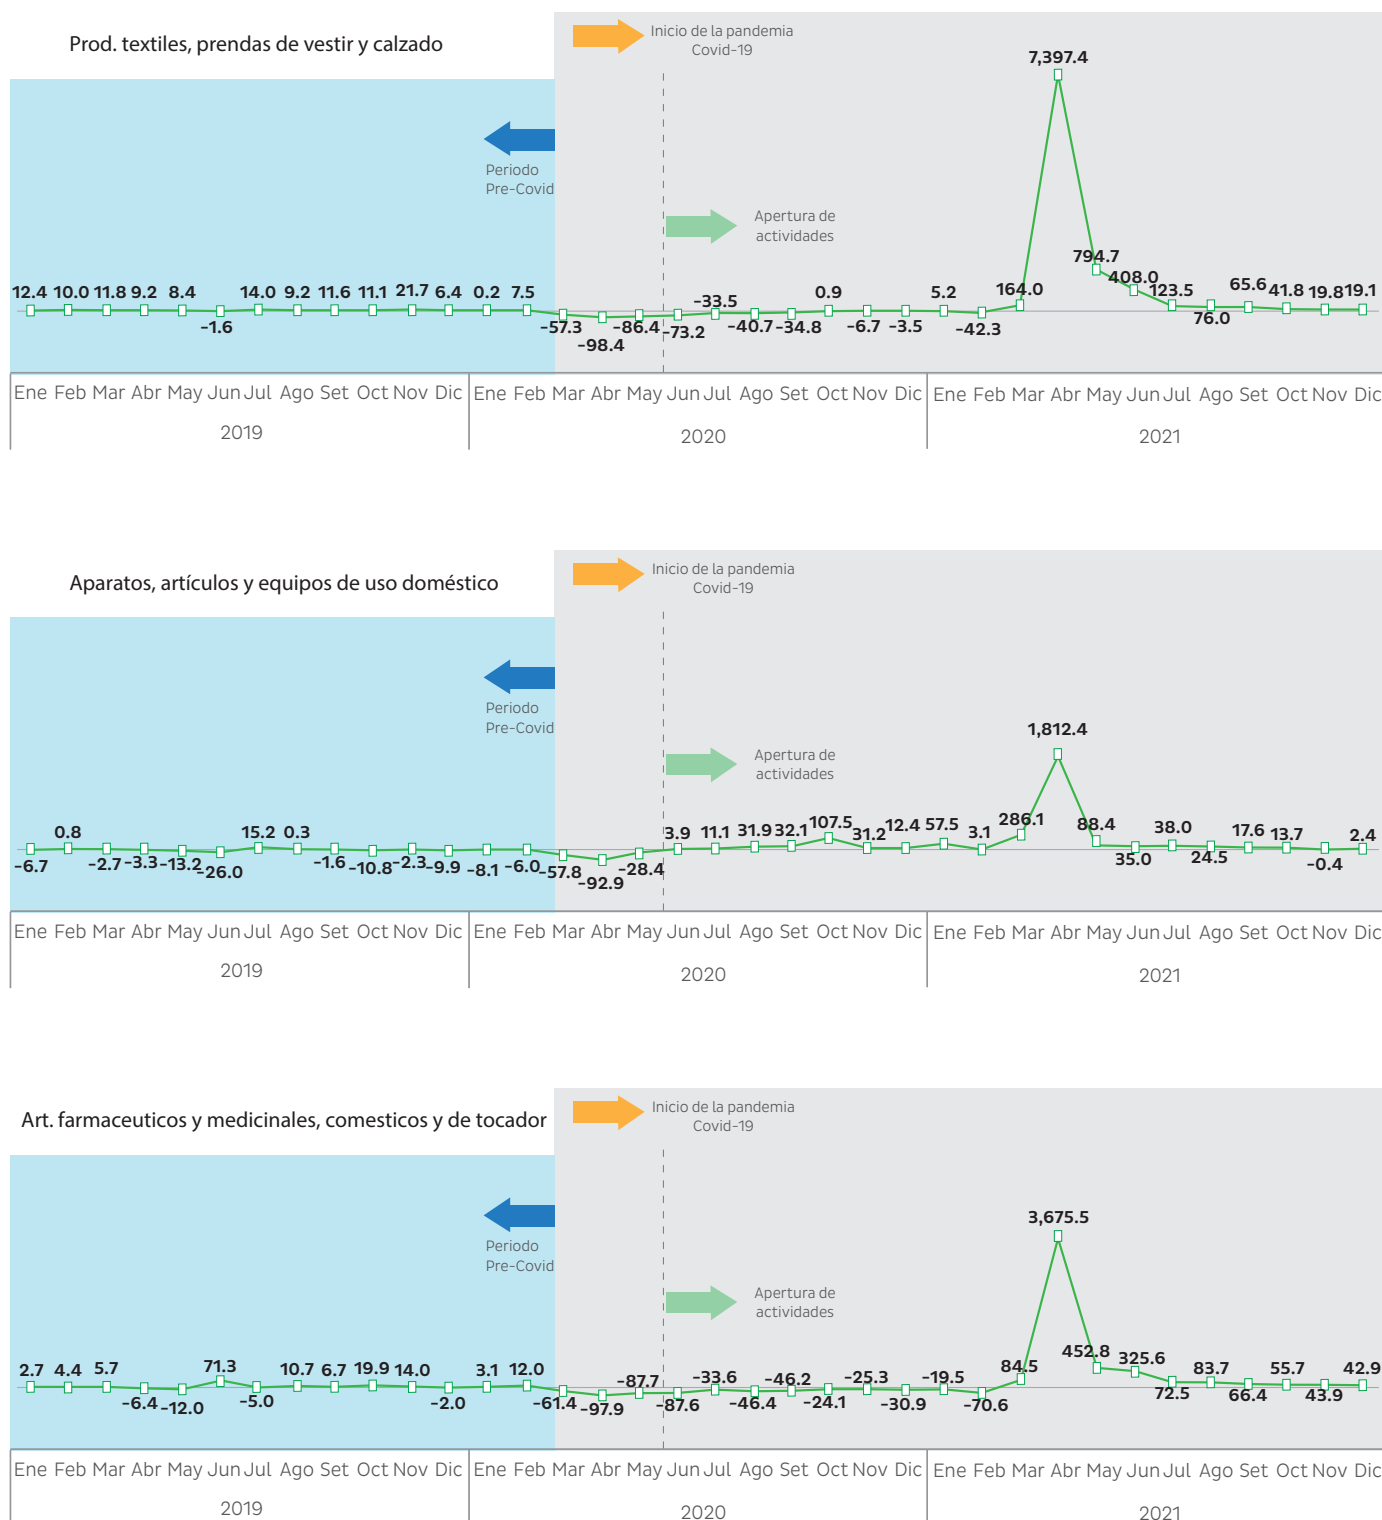 Prod. textiles, prendas de vestir y calzado
Inicio de la pandemia
Covid-19
Periodo
Pre-Covid
Apertura de
actividades
12.4 10.0 11.8 9.2 8.4 -1.6 14.0 9.2 11.6 11.1 21.7 6.4 0.2 7.5 -57.3 -98.4 -86.4 -73.2 -33.5 -40.7 -34.8 0.9 -6.7 -3.5 5.2 -42.3 164.0 7,397.4 794.7 408.0 123.5 76.0 65.6 41.8 19.8 19.1
Ene Feb Mar Abr May Jun Jul Ago Set Oct Nov Dic Ene Feb Mar Abr May Jun Jul Ago Set Oct Nov Dic Ene Feb Mar Abr May Jun Jul Ago Set Oct Nov Dic
2019 2020 2021
Aparatos, artículos y equipos de uso doméstico
Inicio de la pandemia
Covid-19
Periodo
Pre-Covid
Apertura de
actividades
-6.7 0.8 -2.7 -3.3 -13.2 -26.0 15.2 0.3 -1.6 -10.8 -2.3 -9.9 -8.1 -6.0 -57.8 -92.9 -28.4 3.9 11.1 31.9 32.1 107.5 31.2 12.4 57.5 3.1 286.1 1,812.4 88.4 35.0 38.0 24.5 17.6 13.7 -0.4 2.4
Ene Feb Mar Abr May Jun Jul Ago Set Oct Nov Dic Ene Feb Mar Abr May Jun Jul Ago Set Oct Nov Dic Ene Feb Mar Abr May Jun Jul Ago Set Oct Nov Dic
2019 2020 2021
Art. farmaceuticos y medicinales, comesticos y de tocador
Inicio de la pandemia
Covid-19
Periodo
Pre-Covid
Apertura de
actividades
2.7 4.4 5.7 -6.4 -12.0 71.3 -5.0 10.7 6.7 19.9 14.0 -2.0 3.1 12.0 -61.4 -97.9 -87.7 -87.6 -33.6 -46.4 -46.2 -24.1 -25.3 -30.9 -19.5 -70.6 84.5 3,675.5 452.8 325.6 72.5 83.7 66.4 55.7 43.9 42.9
Ene Feb Mar Abr May Jun Jul Ago Set Oct Nov Dic Ene Feb Mar Abr May Jun Jul Ago Set Oct Nov Dic Ene Feb Mar Abr May Jun Jul Ago Set Oct Nov Dic
2019 2020 2021